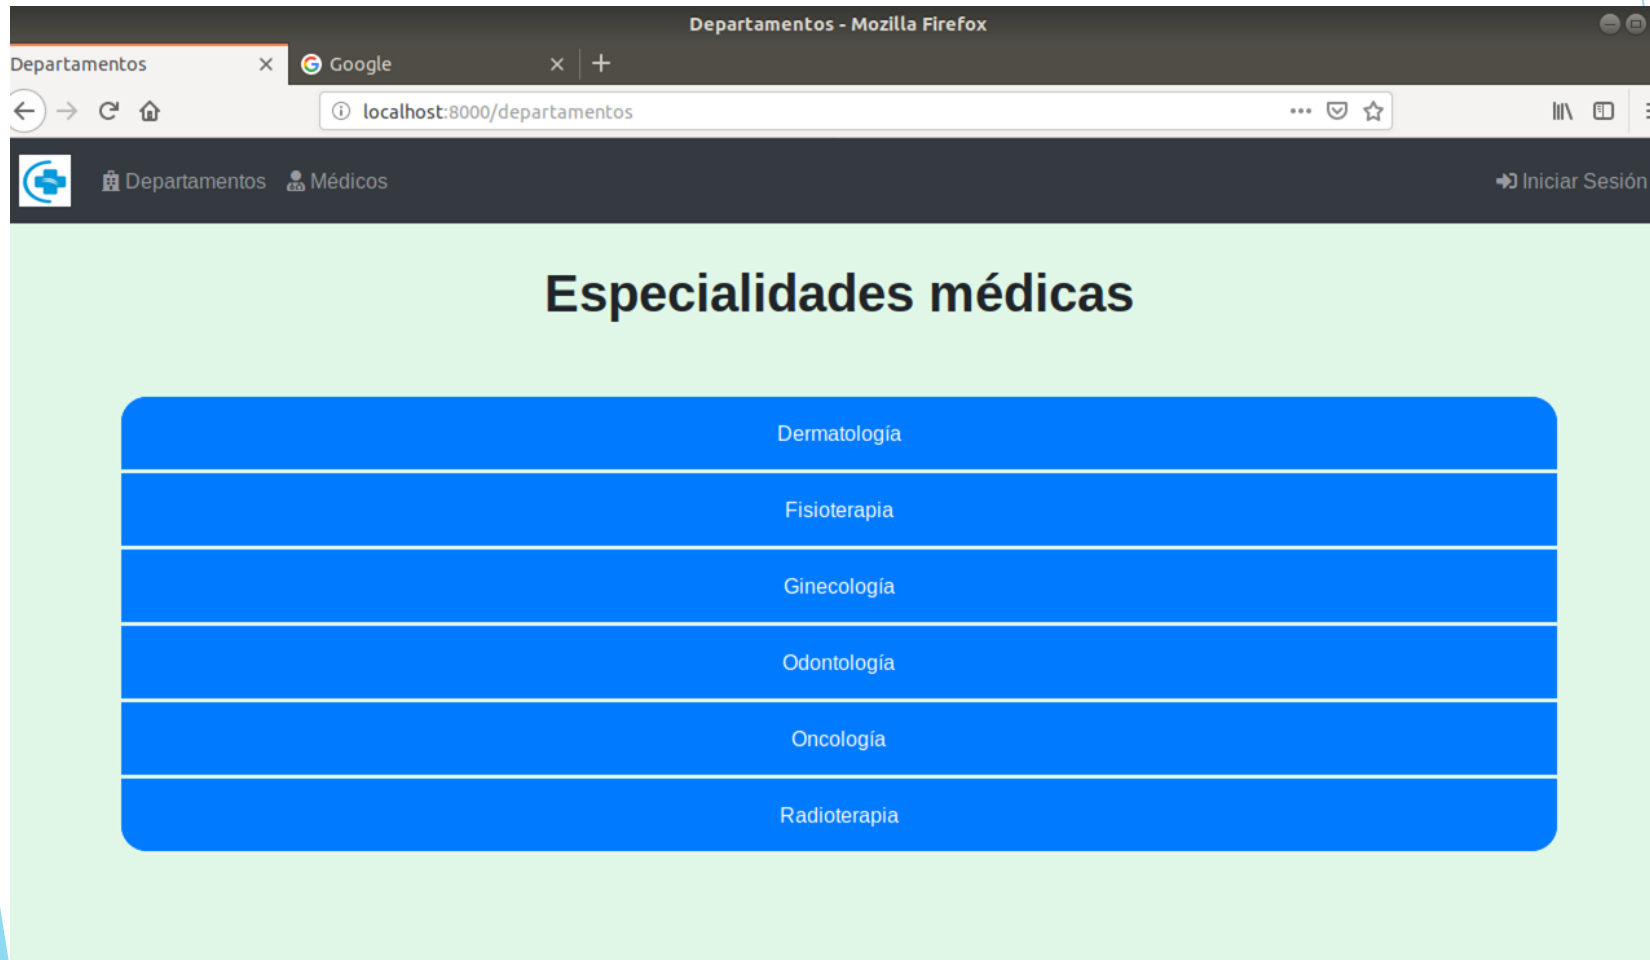 Departamentos - Mozilla Firefox
Departamentos
Google
localhost:8000/departamentos
Departamentos Médicos Iniciar Sesión
Especialidades médicas
Dermatología
Fisioterapia
Ginecología
Odontología
Oncología
Radioterapia